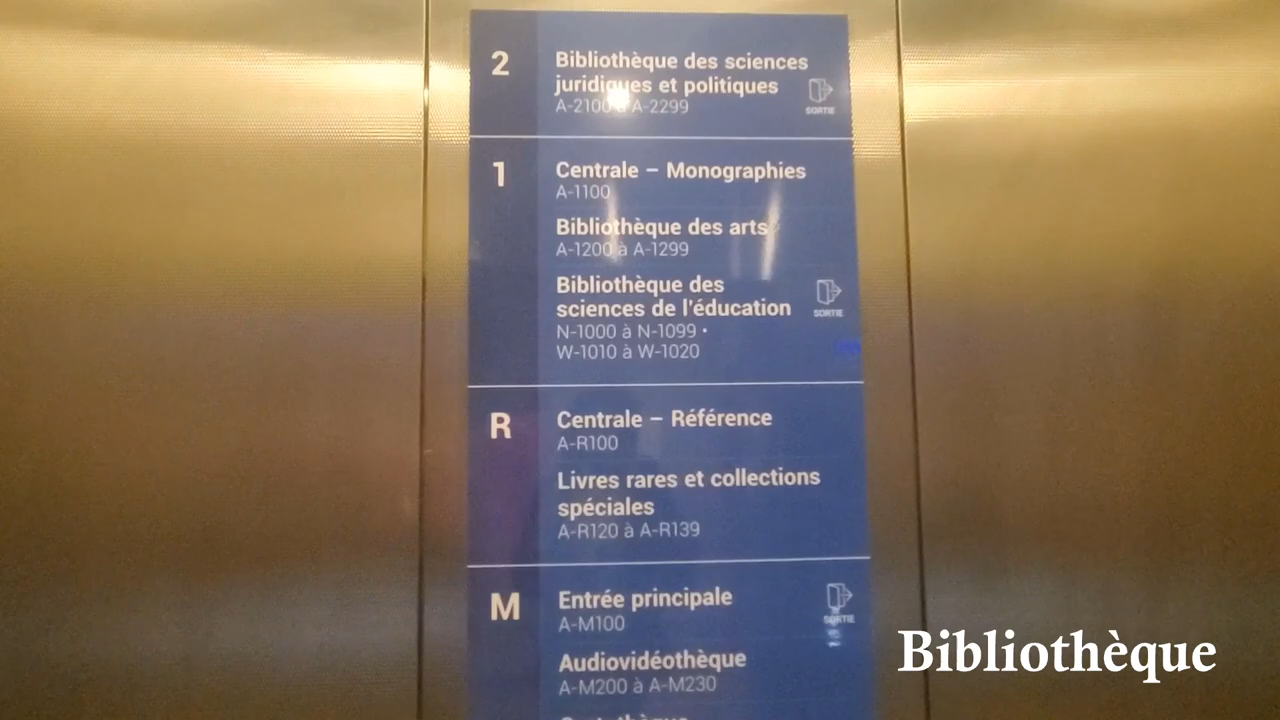 2
Bibliothèque des sciences
juridiques et politiques
A-2100 à A-2299
SORTIE
1
Centrale – Monographies
A-1100
Bibliothèque des arts
A-1200 à A-1299
Bibliothèque des
sciences de l'éducation
N-1000 à N-1099 •
W-1010 à W-1020
SORTIE
R
Centrale – Référence
A-R100
Livres rares et collections
spéciales
A-R120 à A-R139
M
Entrée principale
A-M100
SORTIE
Audiovidéothèque
A-M200 à A-M230
Bibliothèque